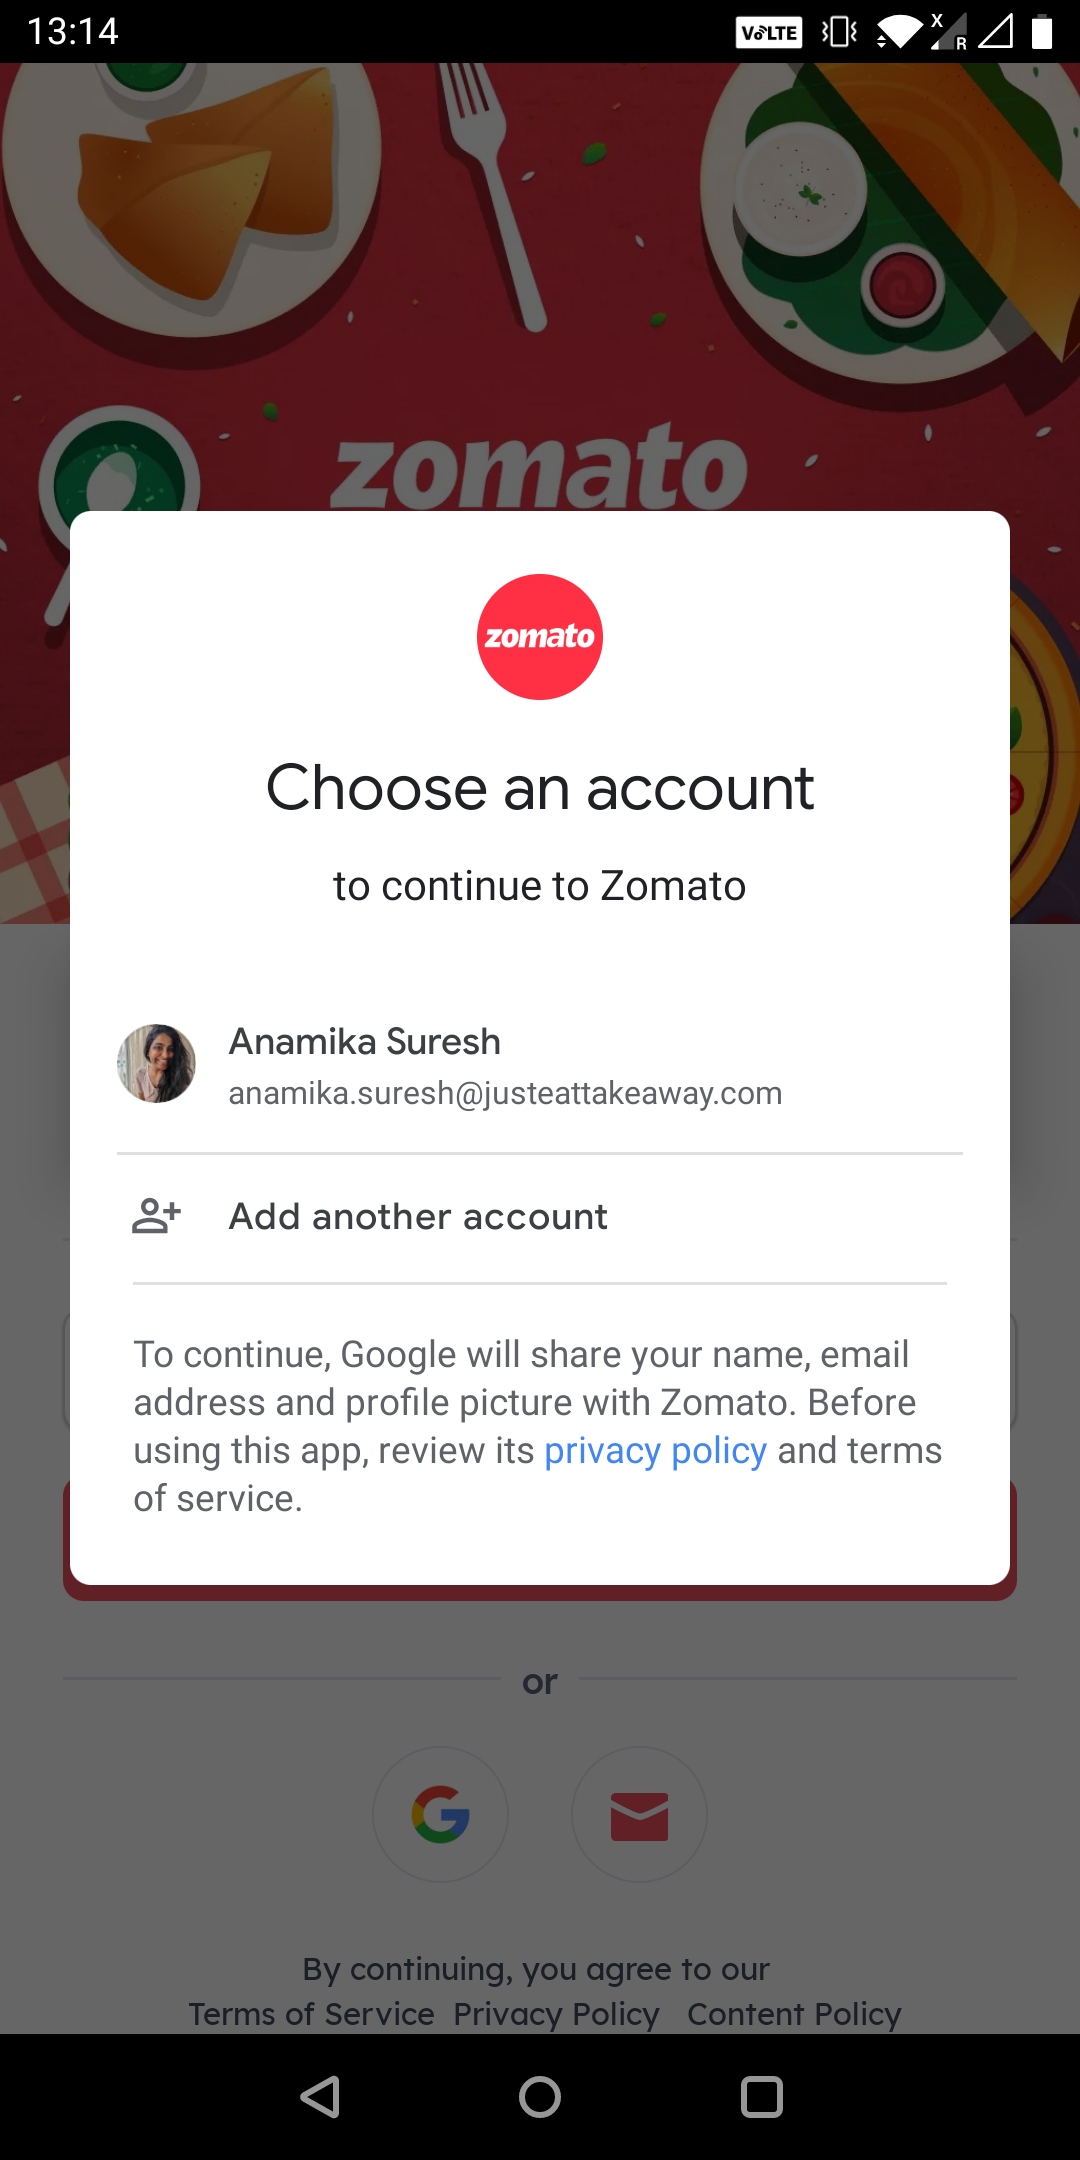 13:14
VoLTE
X
R
zomato
zomato
Choose an account
to continue to Zomato
Anamika Suresh
anamika.suresh@justeattakeaway.com
Add another account
To continue, Google will share your name, email
address and profile picture with Zomato. Before
using this app, review its privacy policy and terms
of service.
or
G
By continuing, you agree to our
Terms of Service Privacy Policy Content Policy